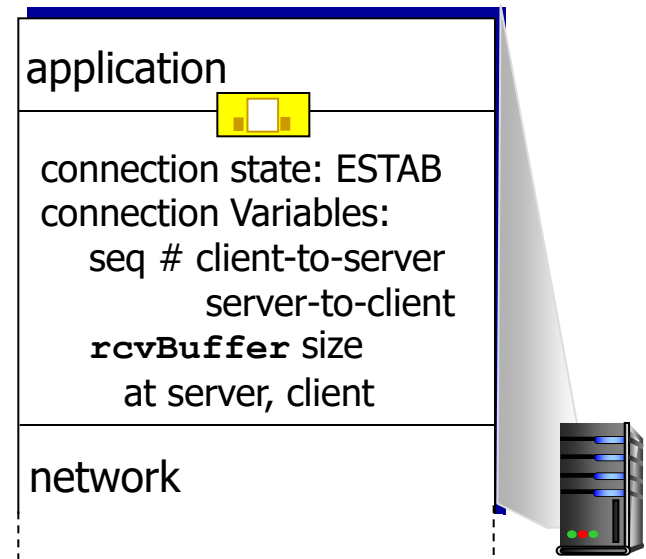 application
connection state: ESTAB
connection Variables:
seq # client-to-server
server-to-client
rcvBuffer size
at server, client
network